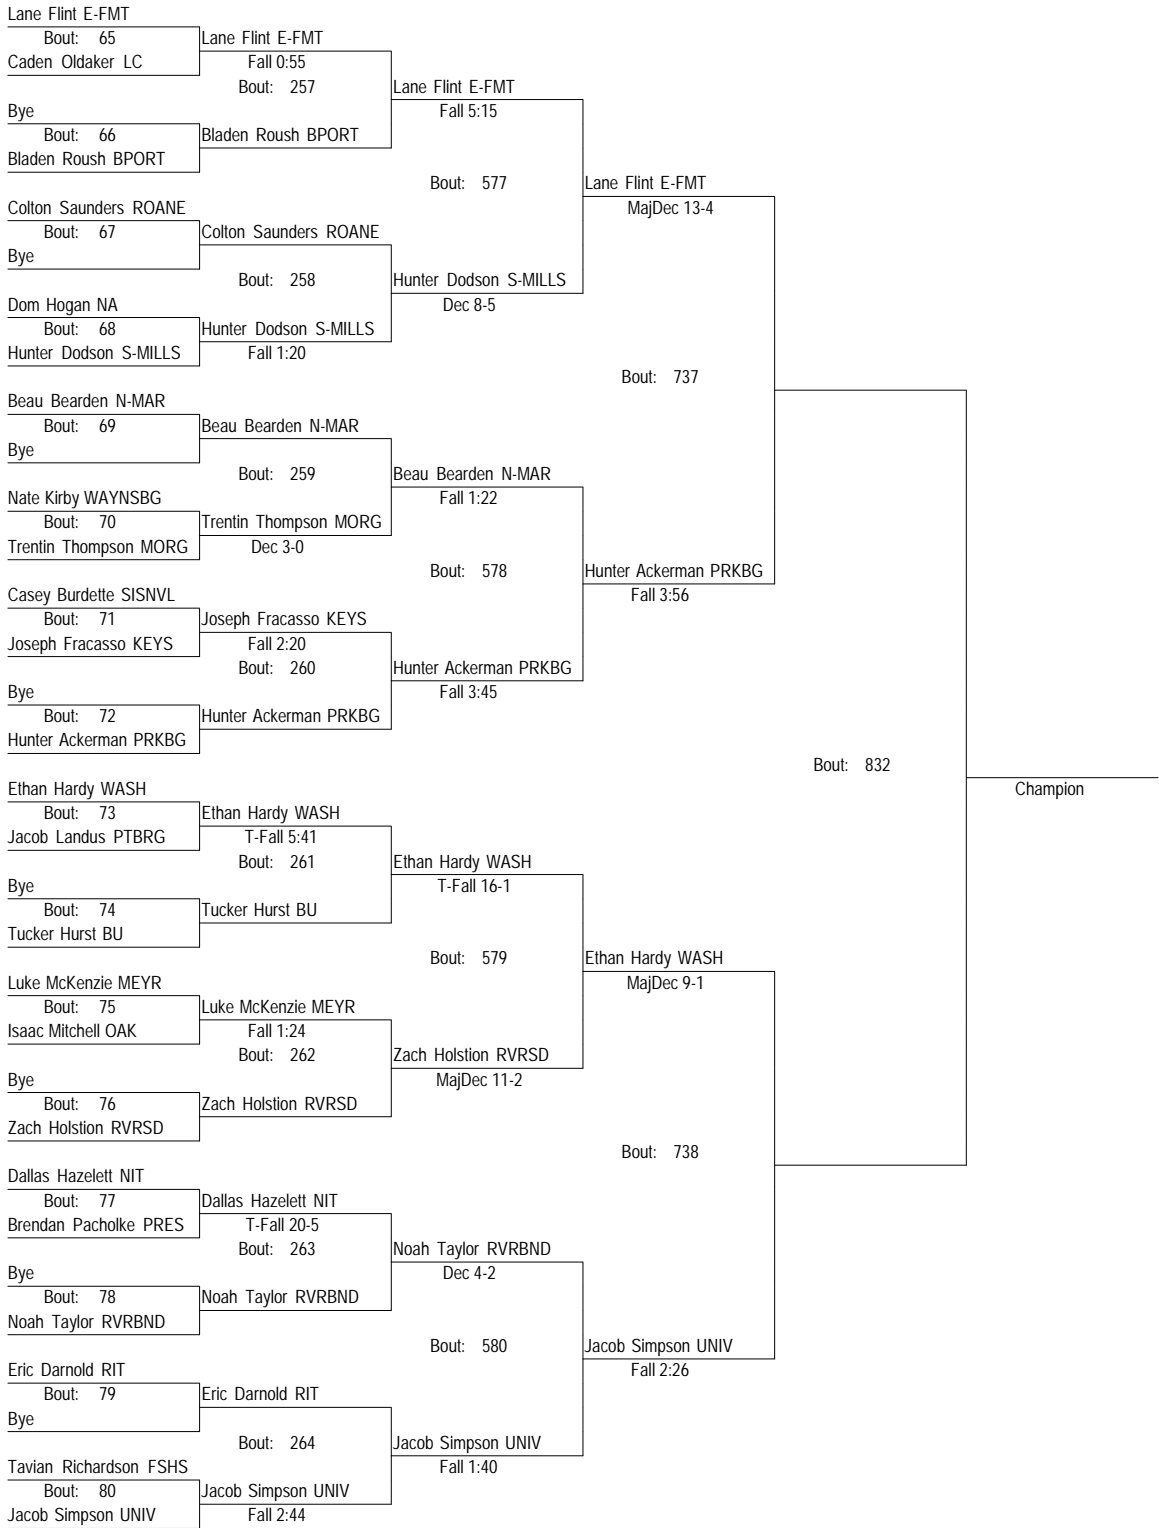 Lane Flint E-FMT
Bout: 65
Lane Flint E-FMT
Caden Oldaker LC
Fall 0:55
Bout: 257
Lane Flint E-FMT
Bye
Fall 5:15
Bout: 66
Bladen Roush BPORT
Bladen Roush BPORT
Bout: 577
Lane Flint E-FMT
Colton Saunders ROANE
MajDec 13-4
Bout: 67
Colton Saunders ROANE
Bye
Bout: 258
Hunter Dodson S-MILLS
Dom Hogan NA
Dec 8-5
Bout: 68
Hunter Dodson S-MILLS
Hunter Dodson S-MILLS
Fall 1:20
Bout: 737
Beau Bearden N-MAR
Bout: 69
Beau Bearden N-MAR
Bye
Bout: 259
Beau Bearden N-MAR
Nate Kirby WAYNSBG
Fall 1:22
Bout: 70
Trentin Thompson MORG
Trentin Thompson MORG
Dec 3-0
Bout: 578
Hunter Ackerman PRKBG
Casey Burdette SISNVL
Fall 3:56
Bout: 71
Joseph Fracasso KEYS
Joseph Fracasso KEYS
Fall 2:20
Bout: 260
Hunter Ackerman PRKBG
Bye
Fall 3:45
Bout: 72
Hunter Ackerman PRKBG
Hunter Ackerman PRKBG
Bout: 832
Ethan Hardy WASH
Champion
Bout: 73
Ethan Hardy WASH
Jacob Landus PTBRG
T-Fall 5:41
Bout: 261
Ethan Hardy WASH
Bye
T-Fall 16-1
Bout: 74
Tucker Hurst BU
Tucker Hurst BU
Bout: 579
Ethan Hardy WASH
Luke McKenzie MEYR
MajDec 9-1
Bout: 75
Luke McKenzie MEYR
Isaac Mitchell OAK
Fall 1:24
Bout: 262
Zach Holstion RVRSD
Bye
MajDec 11-2
Bout: 76
Zach Holstion RVRSD
Zach Holstion RVRSD
Bout: 738
Dallas Hazelett NIT
Bout: 77
Dallas Hazelett NIT
Brendan Pacholke PRES
T-Fall 20-5
Bout: 263
Noah Taylor RVRBND
Bye
Dec 4-2
Bout: 78
Noah Taylor RVRBND
Noah Taylor RVRBND
Bout: 580
Jacob Simpson UNIV
Eric Darnold RIT
Fall 2:26
Bout: 79
Eric Darnold RIT
Bye
Bout: 264
Jacob Simpson UNIV
Tavian Richardson FSHS
Fall 1:40
Bout: 80
Jacob Simpson UNIV
Jacob Simpson UNIV
Fall 2:44